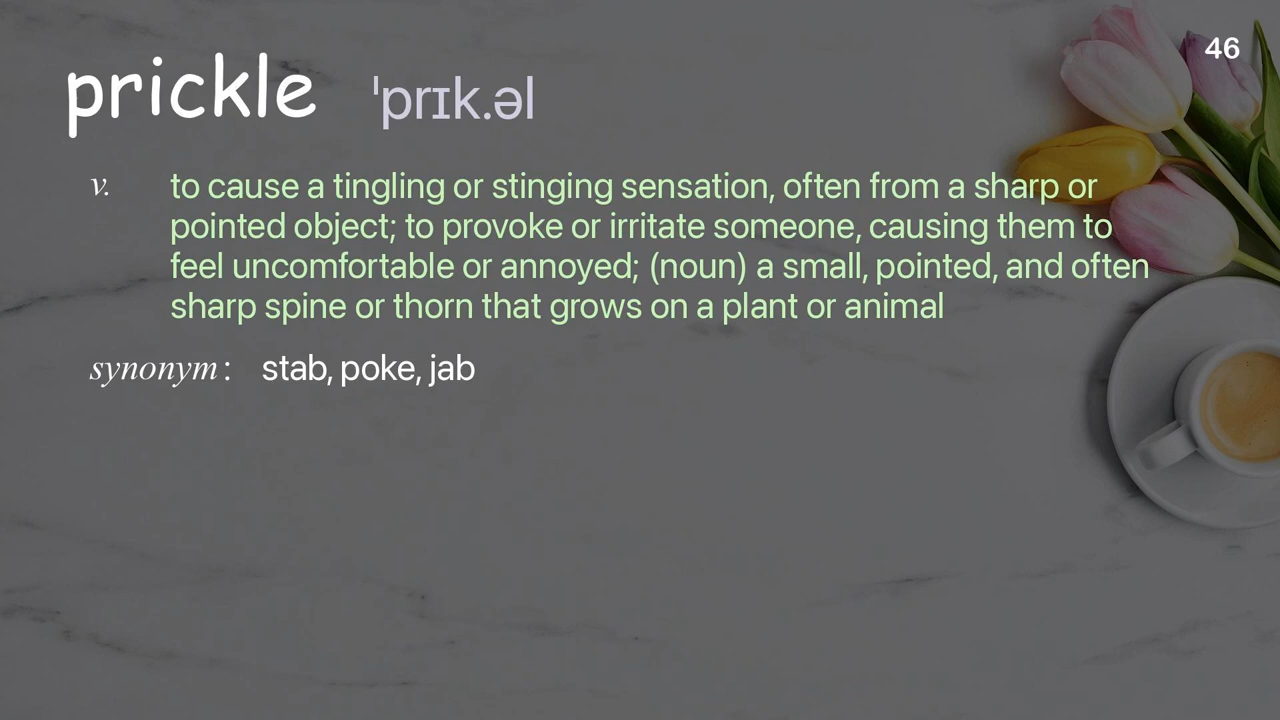 46
prickle ˈprɪk.əl
v. to cause a tingling or stinging sensation, often from a sharp or
pointed object; to provoke or irritate someone, causing them to
feel uncomfortable or annoyed; (noun) a small, pointed, and often
sharp spine or thorn that grows on a plant or animal
synonym: stab, poke, jab